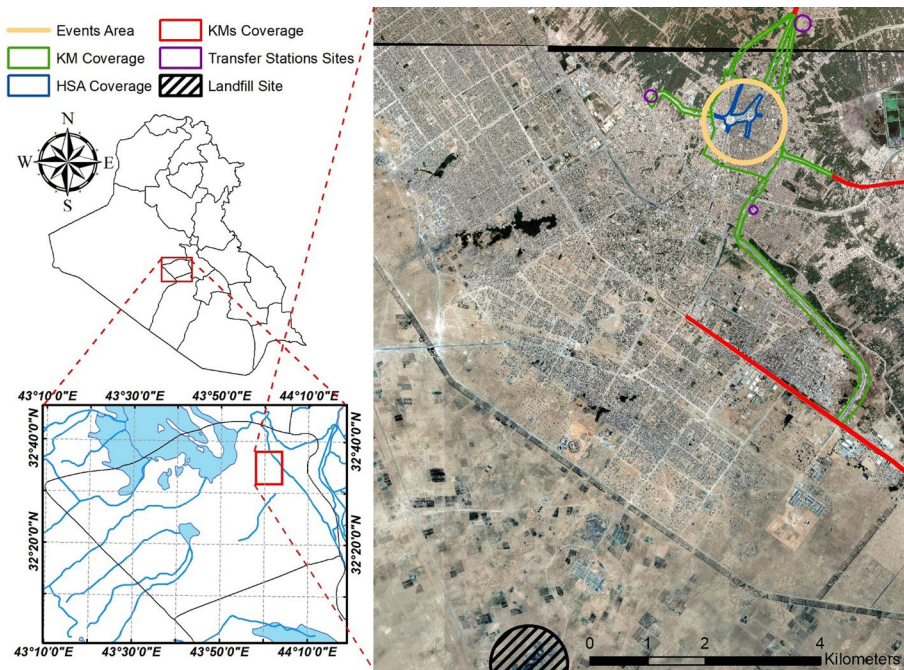 Events Area
KMs Coverage
KM Coverage
Transfer Stations Sites
HSA Coverage
Landfill Site
N
W
E
S
43°10'0"E 43°30'0"E 43°50'0"E 44°10'0"E
32°40'0"N
32°40'0"N
32°20'0"N
32°20'0"N
43°10'0"E 43°30'0"E 43°50'0"E 44°10'0"E
0 1 2 4
Kilometers